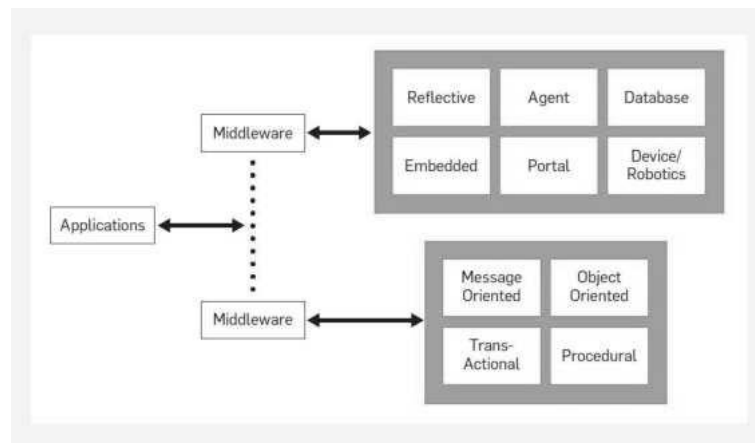 Reflective
Agent
Database
Middleware
Embedded
Portal
Device/
Robotics
Applications
Message
Oriented
Object
Oriented
Middleware
Trans-
Actional
Procedural